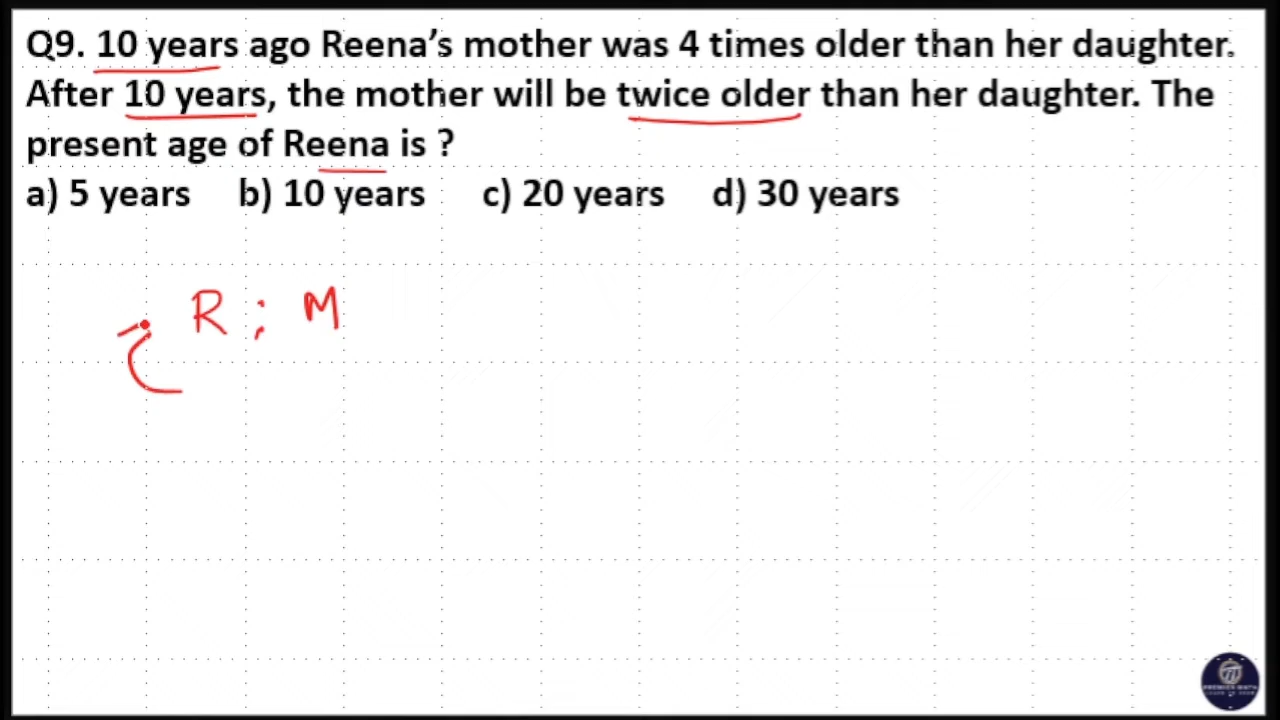 Q9. 10 years ago Reena's mother was 4 times older than her daughter.
After 10 years, the mother will be twice older than her daughter. The
present age of Reena is ?
a) 5 years b) 10 years c) 20 years d) 30 years
R : M